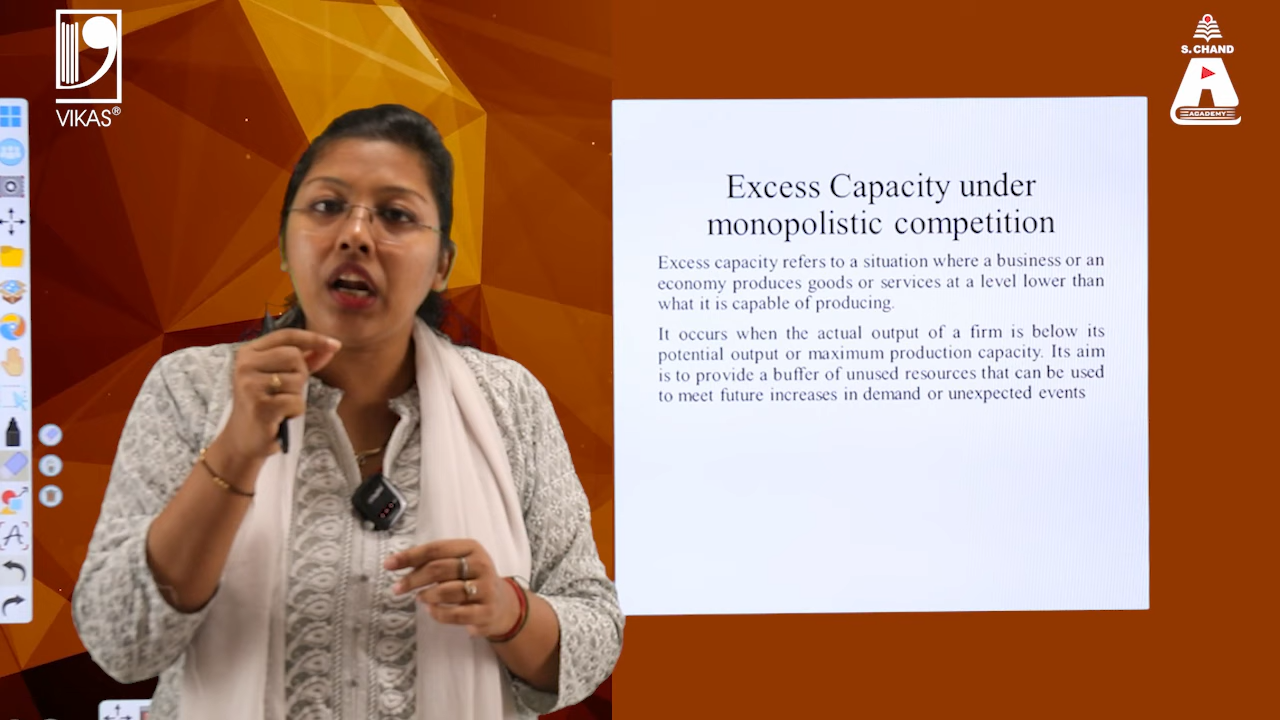 VIKAS®
S. CHAND
ACADEMY
Excess Capacity under
monopolistic competition
Excess capacity refers to a situation where a business or an
economy produces goods or services at a level lower than
what it is capable of producing.
It occurs when the actual output of a firm is below its
potential output or maximum production capacity. Its aim
is to provide a buffer of unused resources that can be used
to meet future increases in demand or unexpected events